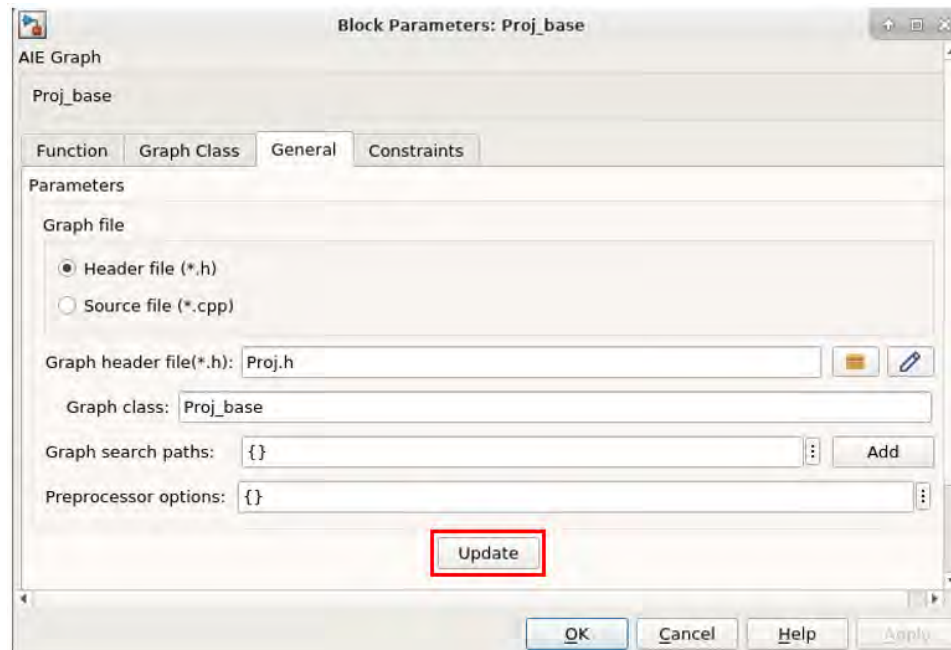 Block Parameters: Proj_base
AIE Graph
Proj_base
Function Graph Class General Constraints
Parameters
Graph file
Header file (*.h)
Source file (*.cpp)
Graph header file(*.h): Proj.h
Graph class: Proj_base
Graph search paths: {} Add
Preprocessor options: {}
Update
OK Cancel Help Apply